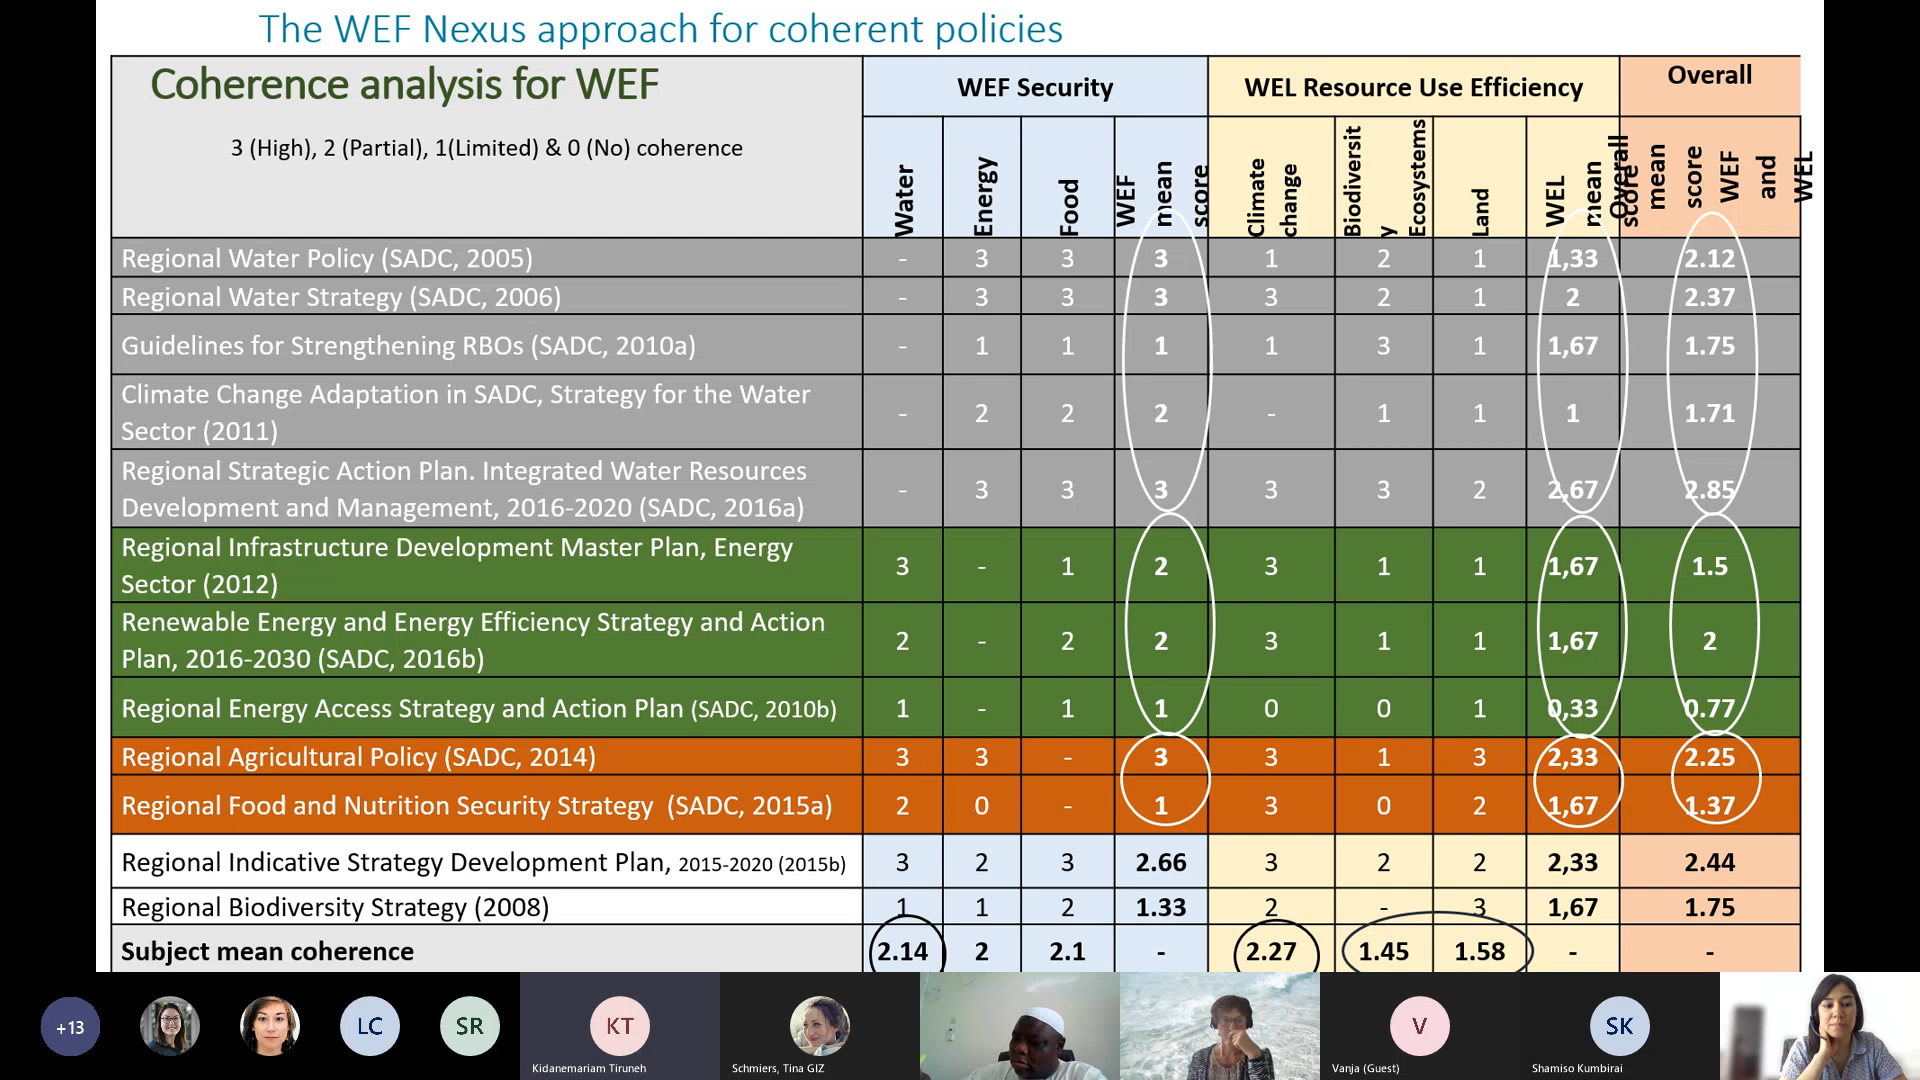 The WEF Nexus approach for coherent policies
Coherence analysis for WEF
3 (High), 2 (Partial), 1(Limited) & 0 (No) coherence
WEF Security
WEL Resource Use Efficiency
Overall
Water
Energy
Food
WEF
mean
score
Climate
change
Biodiversit
y
Ecosystems
Land
WEL
mean
score
Overall
mean
score
WEF
and
WEL
Regional Water Policy (SADC, 2005) - 3 3 3 1 2 1 1,33 2.12
Regional Water Strategy (SADC, 2006) - 3 3 3 3 2 1 2 2.37
Guidelines for Strengthening RBOs (SADC, 2010a) - 1 1 1 1 3 1 1,67 1.75
Climate Change Adaptation in SADC, Strategy for the Water
Sector (2011) - 2 2 2 - 1 1 1 1.71
Regional Strategic Action Plan. Integrated Water Resources
Development and Management, 2016-2020 (SADC, 2016a) - 3 3 3 3 3 2 2,67 2.85
Regional Infrastructure Development Master Plan, Energy
Sector (2012) 3 - 1 2 3 1 1 1,67 1.5
Renewable Energy and Energy Efficiency Strategy and Action
Plan, 2016-2030 (SADC, 2016b) 2 - 2 2 3 1 1 1,67 2
Regional Energy Access Strategy and Action Plan (SADC, 2010b) 1 - 1 1 0 0 1 0,33 0.77
Regional Agricultural Policy (SADC, 2014) 3 3 - 3 3 1 3 2,33 2.25
Regional Food and Nutrition Security Strategy (SADC, 2015a) 2 0 - 1 3 0 2 1,67 1.37
Regional Indicative Strategy Development Plan, 2015-2020 (2015b) 3 2 3 2.66 3 2 2 2,33 2.44
Regional Biodiversity Strategy (2008) 1 1 2 1.33 2 - 3 1,67 1.75
Subject mean coherence 2.14 2 2.1 - 2.27 1.45 1.58 - -
+13
LC
SR
KT
V
SK
Kidanemariam Tiruneh
Schmiers, Tina GIZ
Vanja (Guest)
Shamiso Kumbirai